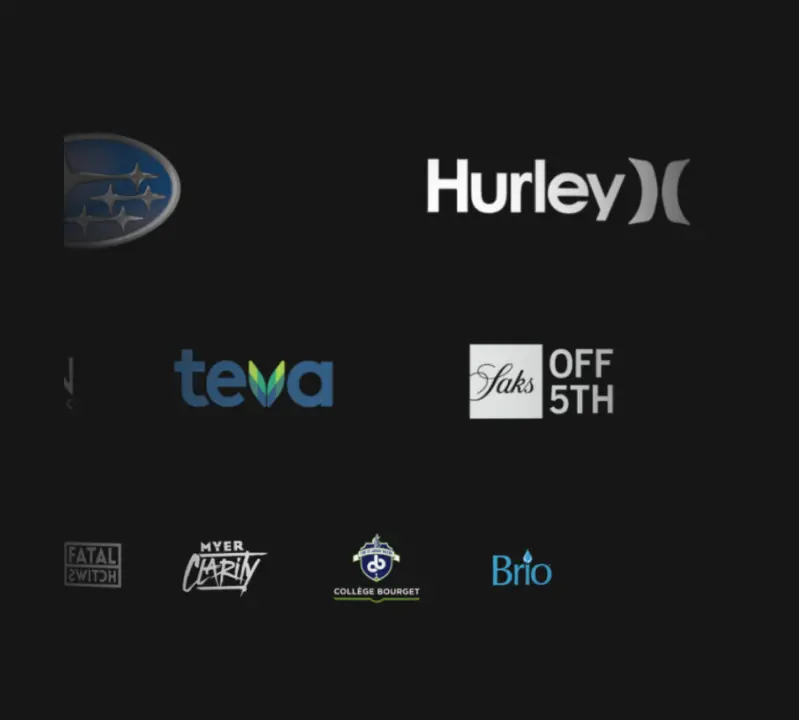 Hurley
teva
Saks OFF
5TH
FATAL
SWITCH
MYER
CLARITY
COLLÈGE BOURGET
Brio